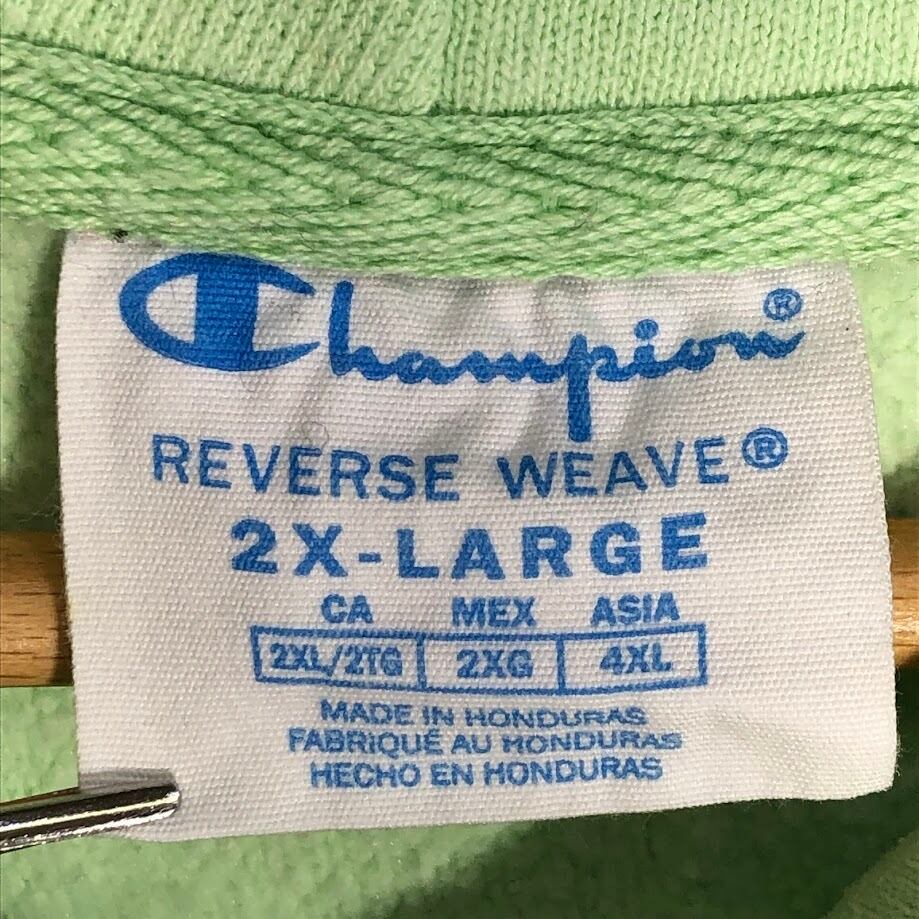 Champion®
REVERSE WEAVE®
2X-LARGE
CA MEX ASIA
2XL/2TG 2XG 4XL
MADE IN HONDURAS
FABRIQUÉ AU HONDURAS
HECHO EN HONDURAS